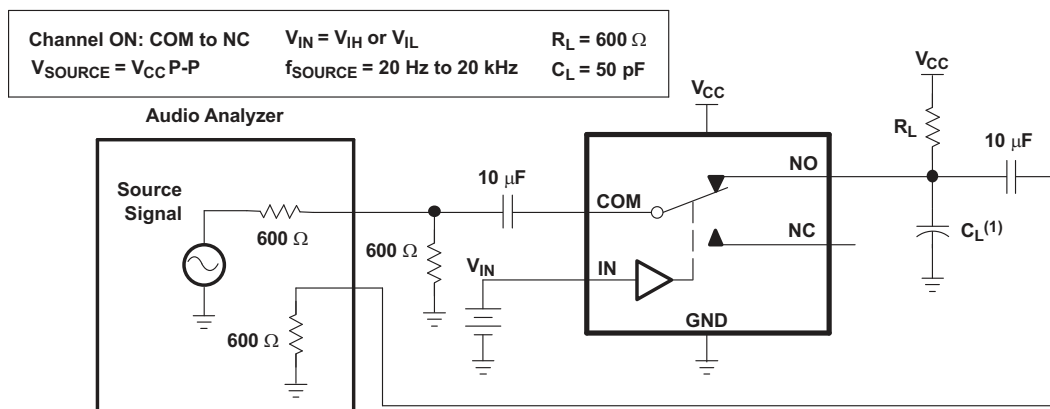 Channel ON: COM to NC V_IN = V_IH or V_IL R_L = 600 Ω
V_SOURCE = V_CC P-P f_SOURCE = 20 Hz to 20 kHz C_L = 50 pF
Audio Analyzer
Source
Signal
600 Ω
600 Ω
600 Ω
10 µF
V_IN
V_CC
COM
IN
NO
NC
GND
V_CC
R_L
10 µF
C_L(1)